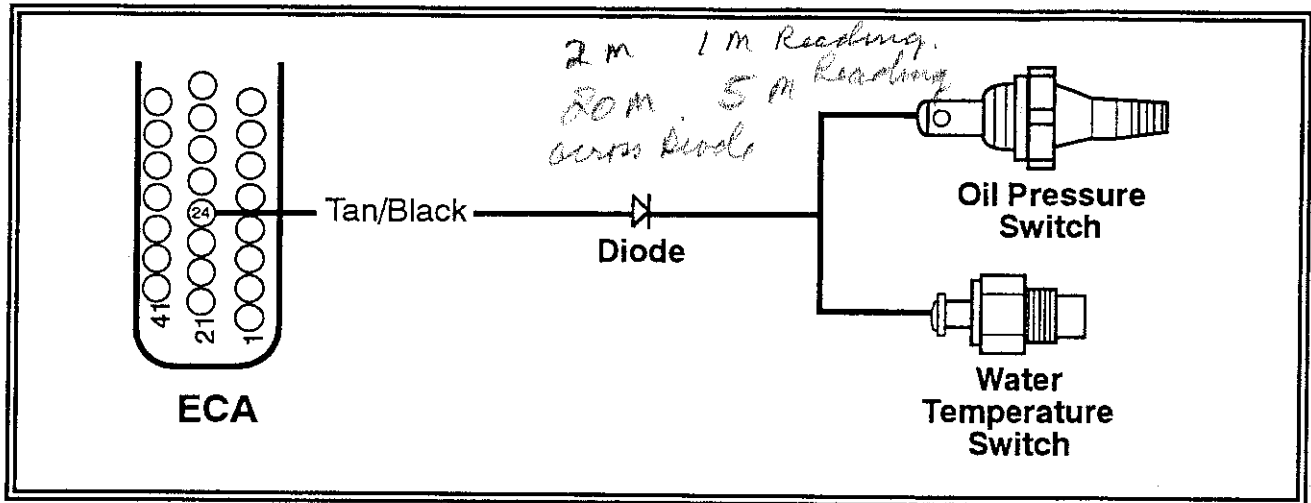 2 m 1 M Reading.
20 M. 5 M Reading
across Diode
24
Tan/Black
Diode
Oil Pressure
Switch
41
21
1
ECA
Water
Temperature
Switch